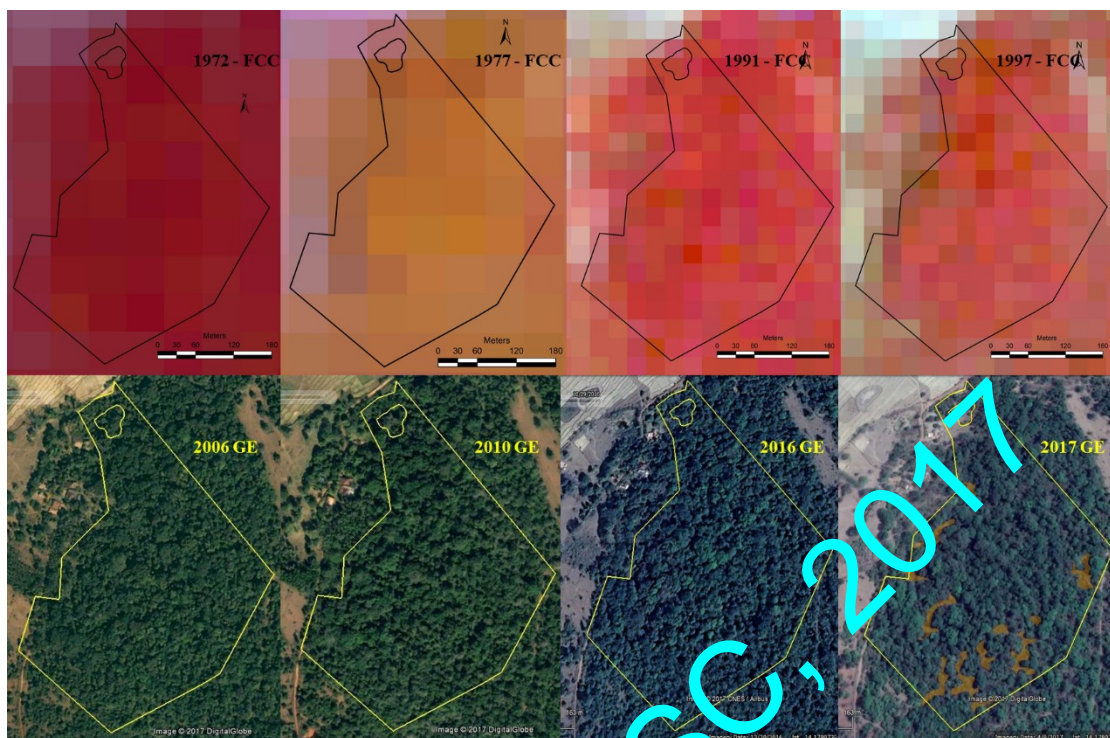 1972 - FCC
N
1977 - FCC
N
1991 - FCC
N
1997 - FCC
N
Meters
0 30 60 120 180
Meters
0 30 60 120 180
Meters
0 30 60 120 180
Meters
0 30 60 120 180
2006 GE
2010 GE
2016 GE
2017 GE
Image © 2017 DigitalGlobe
Image © 2017 DigitalGlobe
© 2017 CNES / Airbus
Image © 2017 DigitalGlobe
SC, 2017